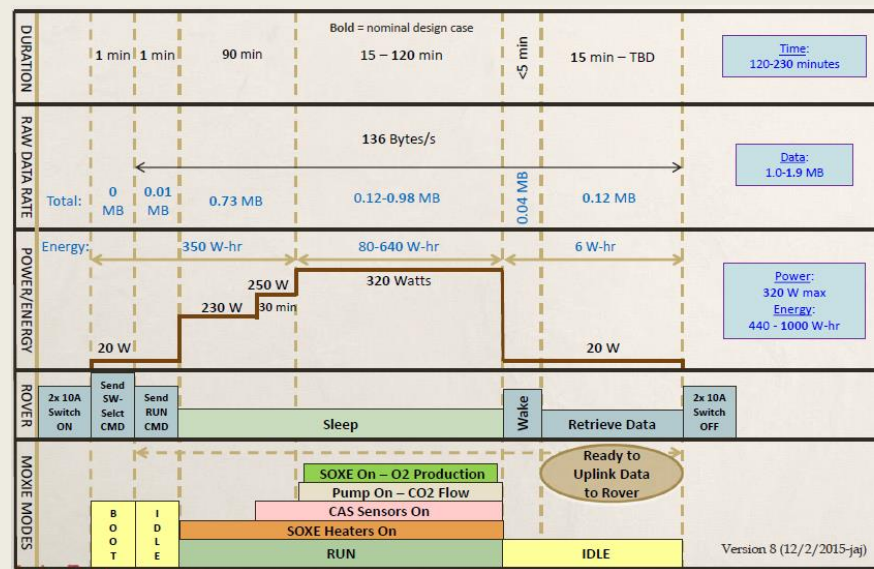 DURATION
Bold = nominal design case
1 min
1 min
90 min
15 – 120 min
<5 min
15 min – TBD
Time:
120-230 minutes
RAW DATA RATE
136 Bytes/s
Total:
0
MB
0.01
MB
0.73 MB
0.12-0.98 MB
0.04 MB
0.12 MB
Data:
1.0-1.9 MB
POWER/ENERGY
Energy:
350 W-hr
80-640 W-hr
6 W-hr
20 W
230 W
250 W
30 min
320 Watts
20 W
Power:
320 W max
Energy:
440 - 1000 W-hr
ROVER
2x 10A
Switch
ON
Send
SW-
Selct
CMD
Send
RUN
CMD
Sleep
Wake
Retrieve Data
2x 10A
Switch
OFF
MOXIE MODES
BOOT
IDLE
SOXE On – O2 Production
Pump On – CO2 Flow
CAS Sensors On
SOXE Heaters On
RUN
Ready to
Uplink Data
to Rover
IDLE
Version 8 (12/2/2015-jaj)